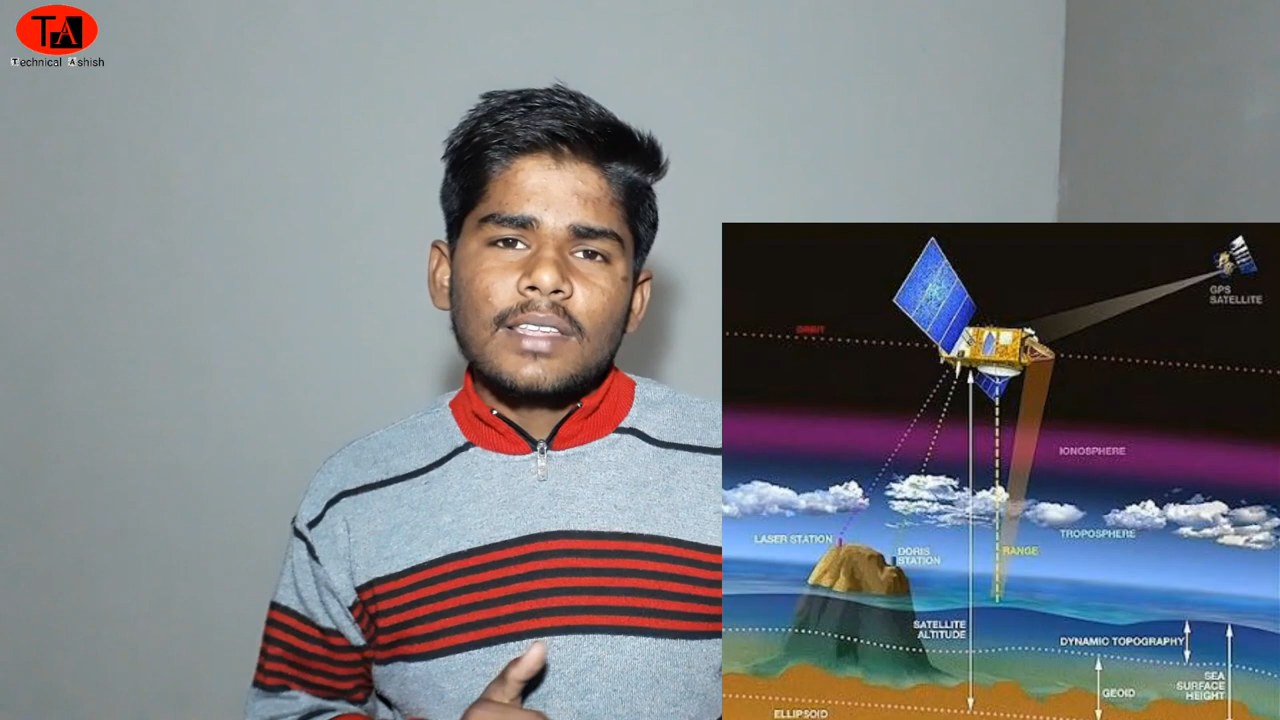 TA
Technical Ashish
GPS
SATELLITE
ORBIT
IONOSPHERE
TROPOSPHERE
LASER STATION
DORIS
STATION
RANGE
SATELLITE
ALTITUDE
DYNAMIC TOPOGRAPHY
SEA
SURFACE
HEIGHT
GEOID
ELLIPSOID